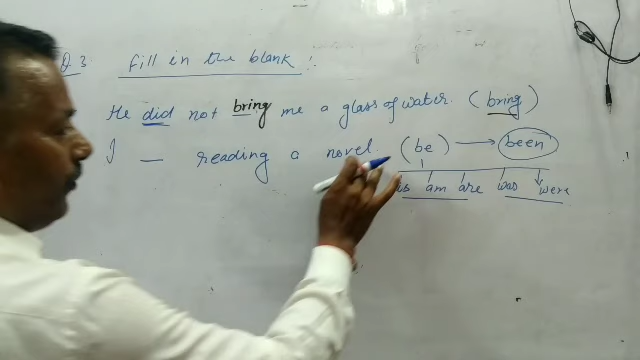 Q.3 Fill in the blank :.
He did not bring me a glass of water. (bring)
I — reading a novel. (be) → been
is am are was were